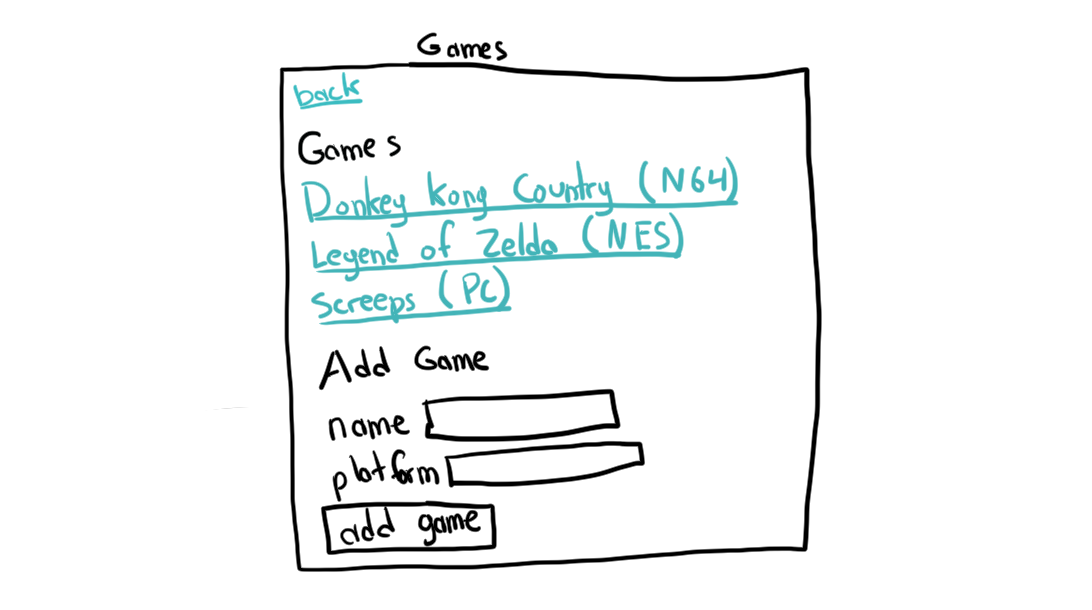 Games
back
Games
Donkey Kong Country (N64)
Legend of Zelda (NES)
Screeps (PC)
Add Game
name
platform
add game